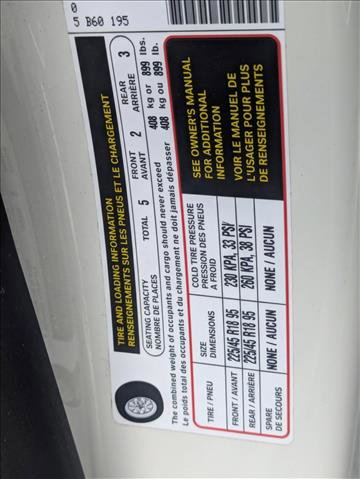 0
5 B60 195
TIRE AND LOADING INFORMATION
RENSEIGNEMENTS SUR LES PNEUS ET LE CHARGEMENT
SEATING CAPACITY
NOMBRE DE PLACES
TOTAL 5
FRONT
AVANT 2
REAR
ARRIÈRE 3
The combined weight of occupants and cargo should never exceed 408 kg or 899 lbs.
Le poids total des occupants et du chargement ne doit jamais dépasser 408 kg ou 899 lb.
TIRE / PNEU
SIZE
DIMENSIONS
COLD TIRE PRESSURE
PRESSION DES PNEUS
A FROID
FRONT / AVANT 225/45 R18 95 230 KPA, 33 PSI/
REAR / ARRIÈRE 225/45 R18 95 260 KPA, 38 PSI
SPARE
DE SECOURS
NONE / AUCUN NONE / AUCUN
SEE OWNER'S MANUAL
FOR ADDITIONAL
INFORMATION
VOIR LE MANUEL DE
L'USAGER POUR PLUS
DE RENSEIGNEMENTS